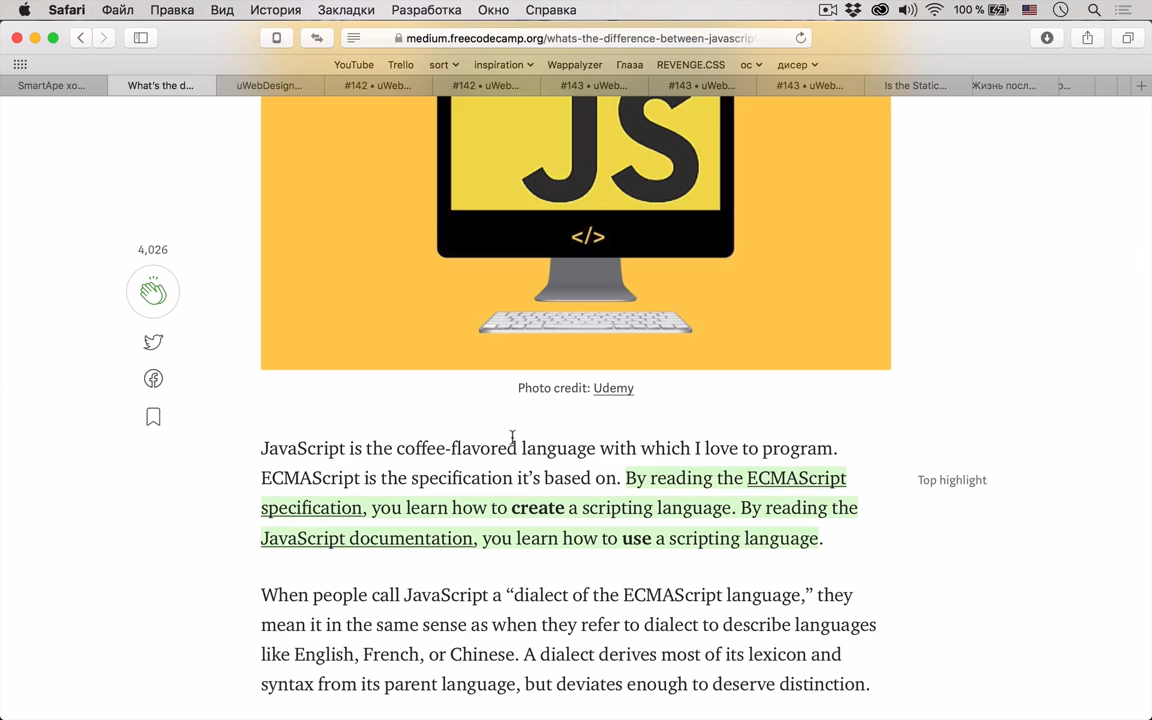 Safari Файл Правка Вид История Закладки Разработка Окно Справка 100 %
medium.freecodecamp.org/whats-the-difference-between-javascript
YouTube Trello sort inspiration Wappalyzer Глаза REVENGE.CSS ос дисер
SmartApe хо... What's the d... uWebDesign... #142 • uWeb... #142 • uWeb... #143 • uWeb... #143 • uWeb... #143 • uWeb... Is the Static... Жизнь посл...
JS
</>
4,026
Photo credit: Udemy
JavaScript is the coffee-flavored language with which I love to program.
ECMAScript is the specification it’s based on. By reading the ECMAScript
Top highlight
specification, you learn how to create a scripting language. By reading the
JavaScript documentation, you learn how to use a scripting language.
When people call JavaScript a “dialect of the ECMAScript language,” they
mean it in the same sense as when they refer to dialect to describe languages
like English, French, or Chinese. A dialect derives most of its lexicon and
syntax from its parent language, but deviates enough to deserve distinction.